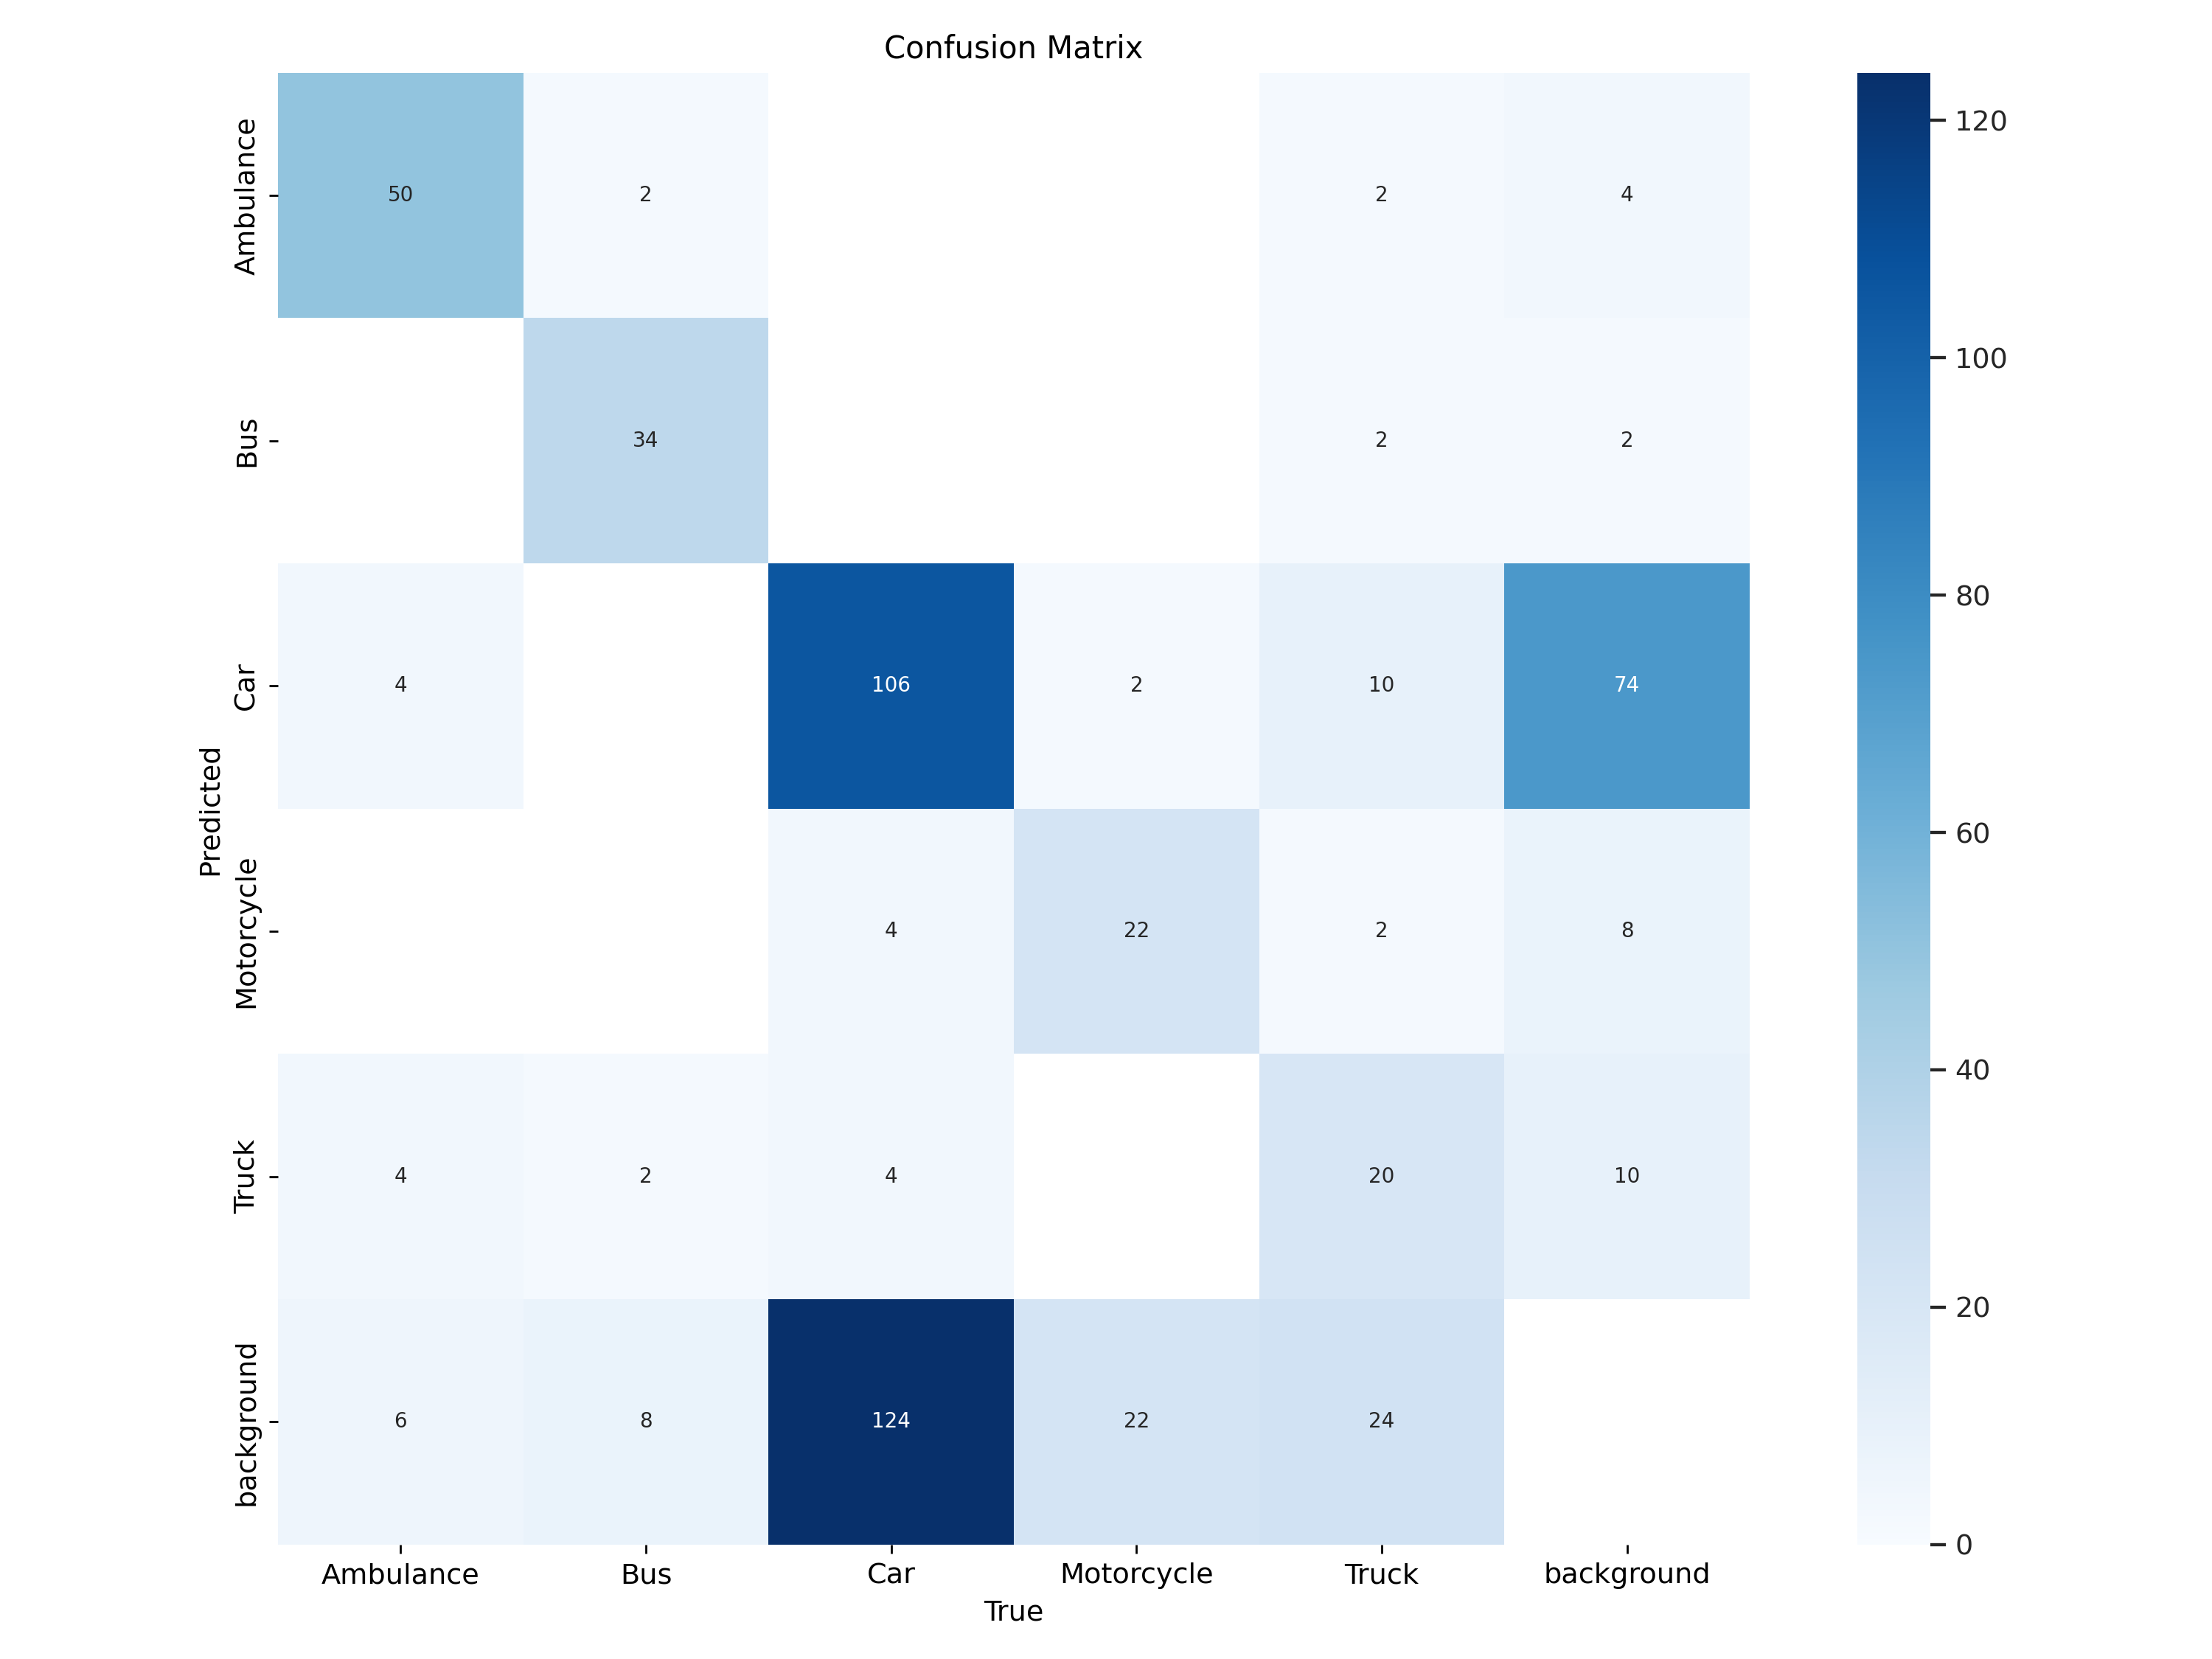 Confusion Matrix
Ambulance
50 2 2 4
Bus
34 2 2
Car
4 106 2 10 74
Motorcycle
4 22 2 8
Truck
4 2 4 20 10
background
6 8 124 22 24
Predicted
Ambulance Bus Car Motorcycle Truck background
True
120
100
80
60
40
20
0